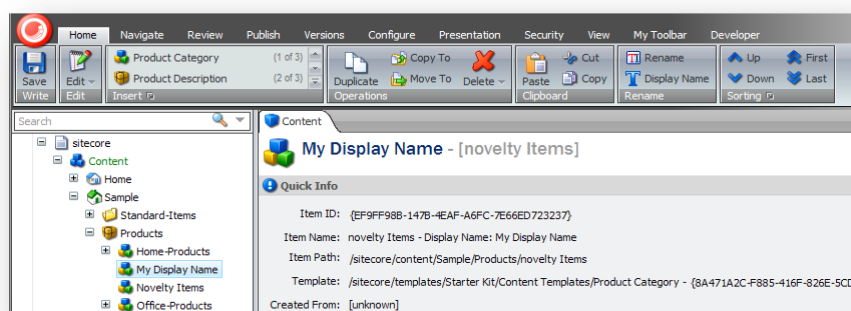 Home Navigate Review Publish Versions Configure Presentation Security View My Toolbar Developer
Save
Write
Edit
Edit
Product Category (1 of 3)
Product Description (2 of 3)
Insert
Duplicate
Copy To
Move To
Delete
Operations
Paste
Cut
Copy
Clipboard
Rename
Display Name
Rename
Up First
Down Last
Sorting
Search
Content
sitecore
Content
Home
Sample
Standard-Items
Products
Home-Products
My Display Name
Novelty Items
Office-Products
My Display Name - [novelty Items]
Quick Info
Item ID: {EF9FF98B-147B-4EAF-A6FC-7E66ED723237}
Item Name: novelty Items - Display Name: My Display Name
Item Path: /sitecore/content/Sample/Products/novelty Items
Template: /sitecore/templates/Starter Kit/Content Templates/Product Category - {8A471A2C-F885-416F-826E-5CD
Created From: [unknown]